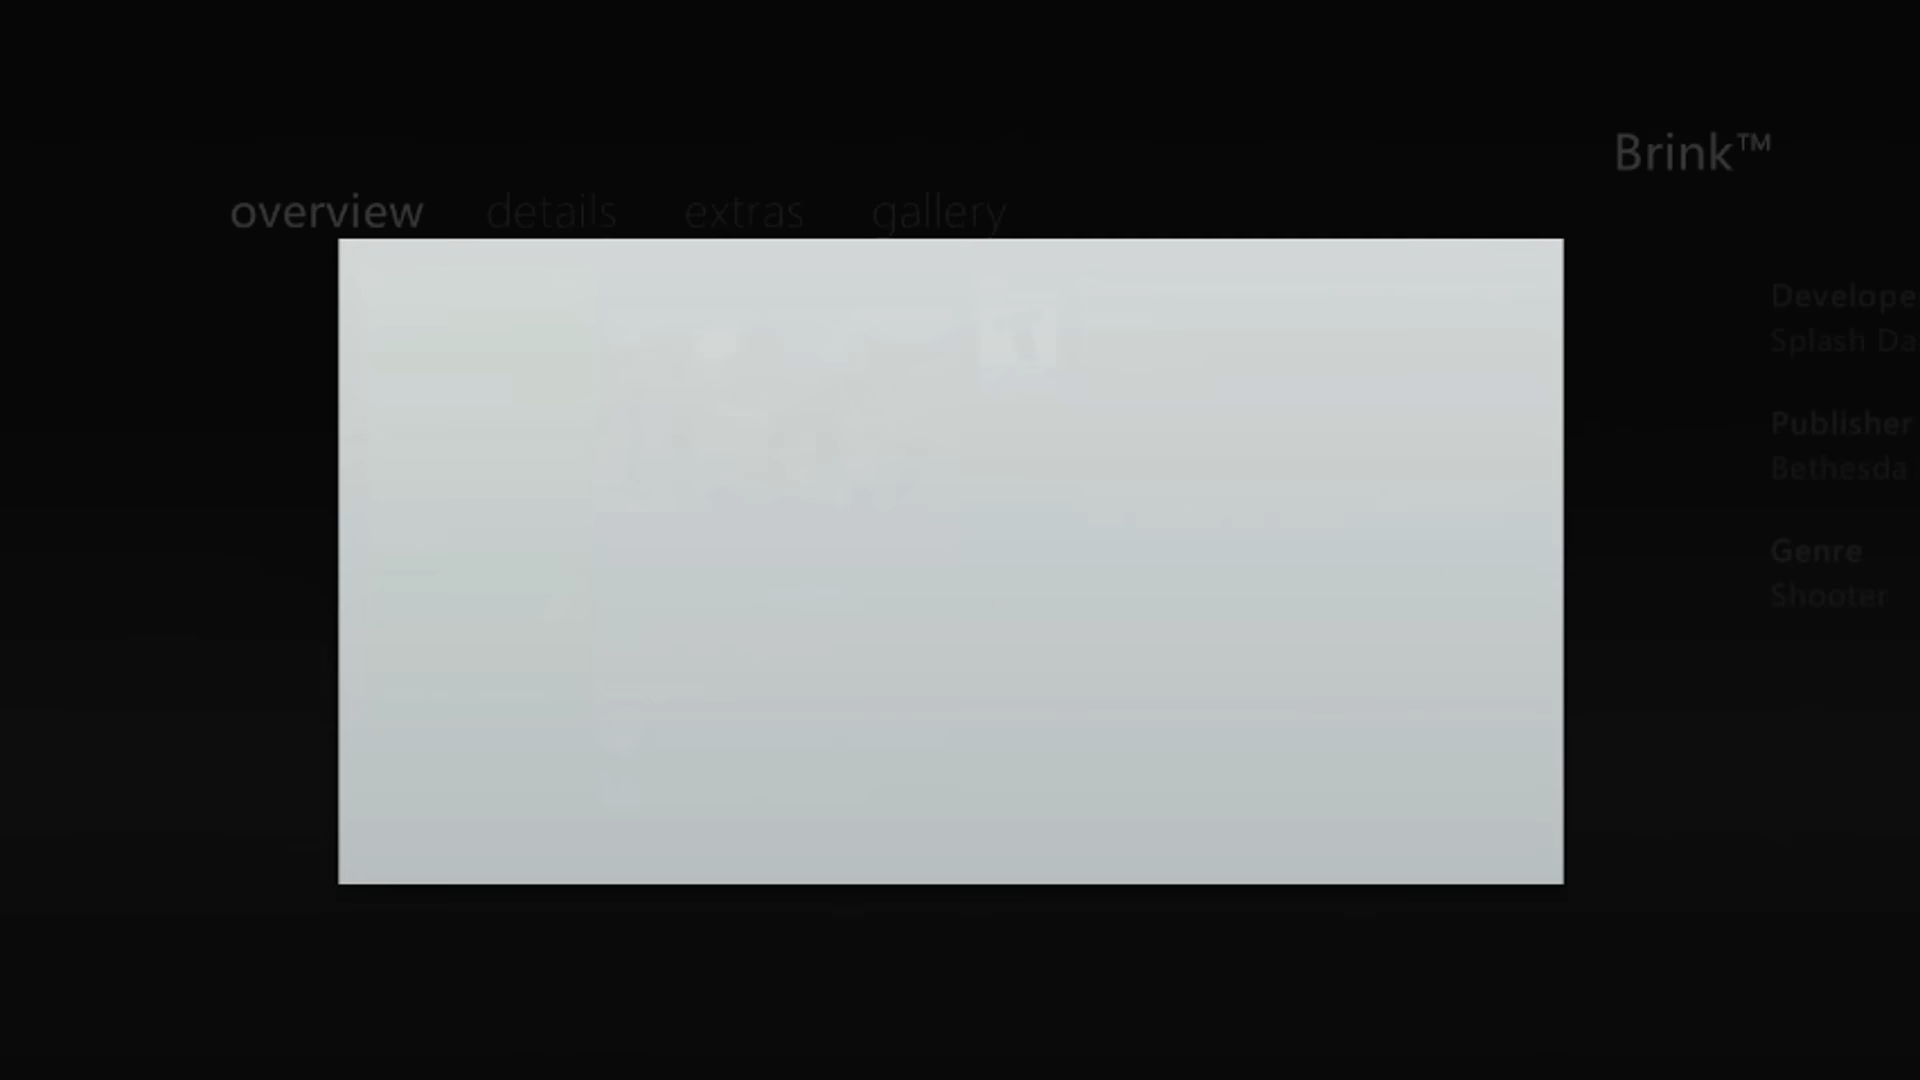 Brink™
overview details extras gallery
Develope
Splash Da
Publisher
Bethesda
Genre
Shooter